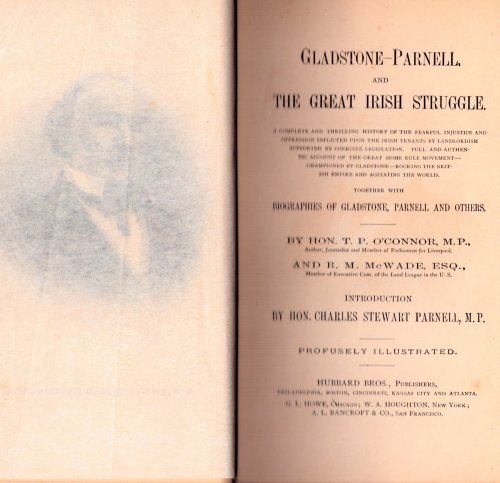 GLADSTONE–PARNELL,
AND
THE GREAT IRISH STRUGGLE.
A COMPLETE AND THRILLING HISTORY OF THE FEARFUL INJUSTICE AND
OPPRESSION INFLICTED UPON THE IRISH TENANTS BY LANDLORDISM
SUPPORTED BY COERCIVE LEGISLATION. FULL AND AUTHEN-
TIC ACCOUNT OF THE GREAT HOME RULE MOVEMENT—
CHAMPIONED BY GLADSTONE—ROCKING THE BRIT-
ISH EMPIRE AND AGITATING THE WORLD.
TOGETHER WITH
BIOGRAPHIES OF GLADSTONE, PARNELL AND OTHERS.
BY HON. T. P. O'CONNOR, M.P.,
Author, Journalist and Member of Parliament for Liverpool.
AND R. M. McWADE, ESQ.,
Member of Executive Com. of the Land League in the U. S.
INTRODUCTION
BY HON. CHARLES STEWART PARNELL, M.P.
PROFUSELY ILLUSTRATED.
HUBBARD BROS., PUBLISHERS,
PHILADELPHIA, BOSTON, CINCINNATI, KANSAS CITY AND ATLANTA.
G. L. HOWE, CHICAGO; W. A. HOUGHTON, NEW YORK;
A. L. BANCROFT & CO., SAN FRANCISCO.